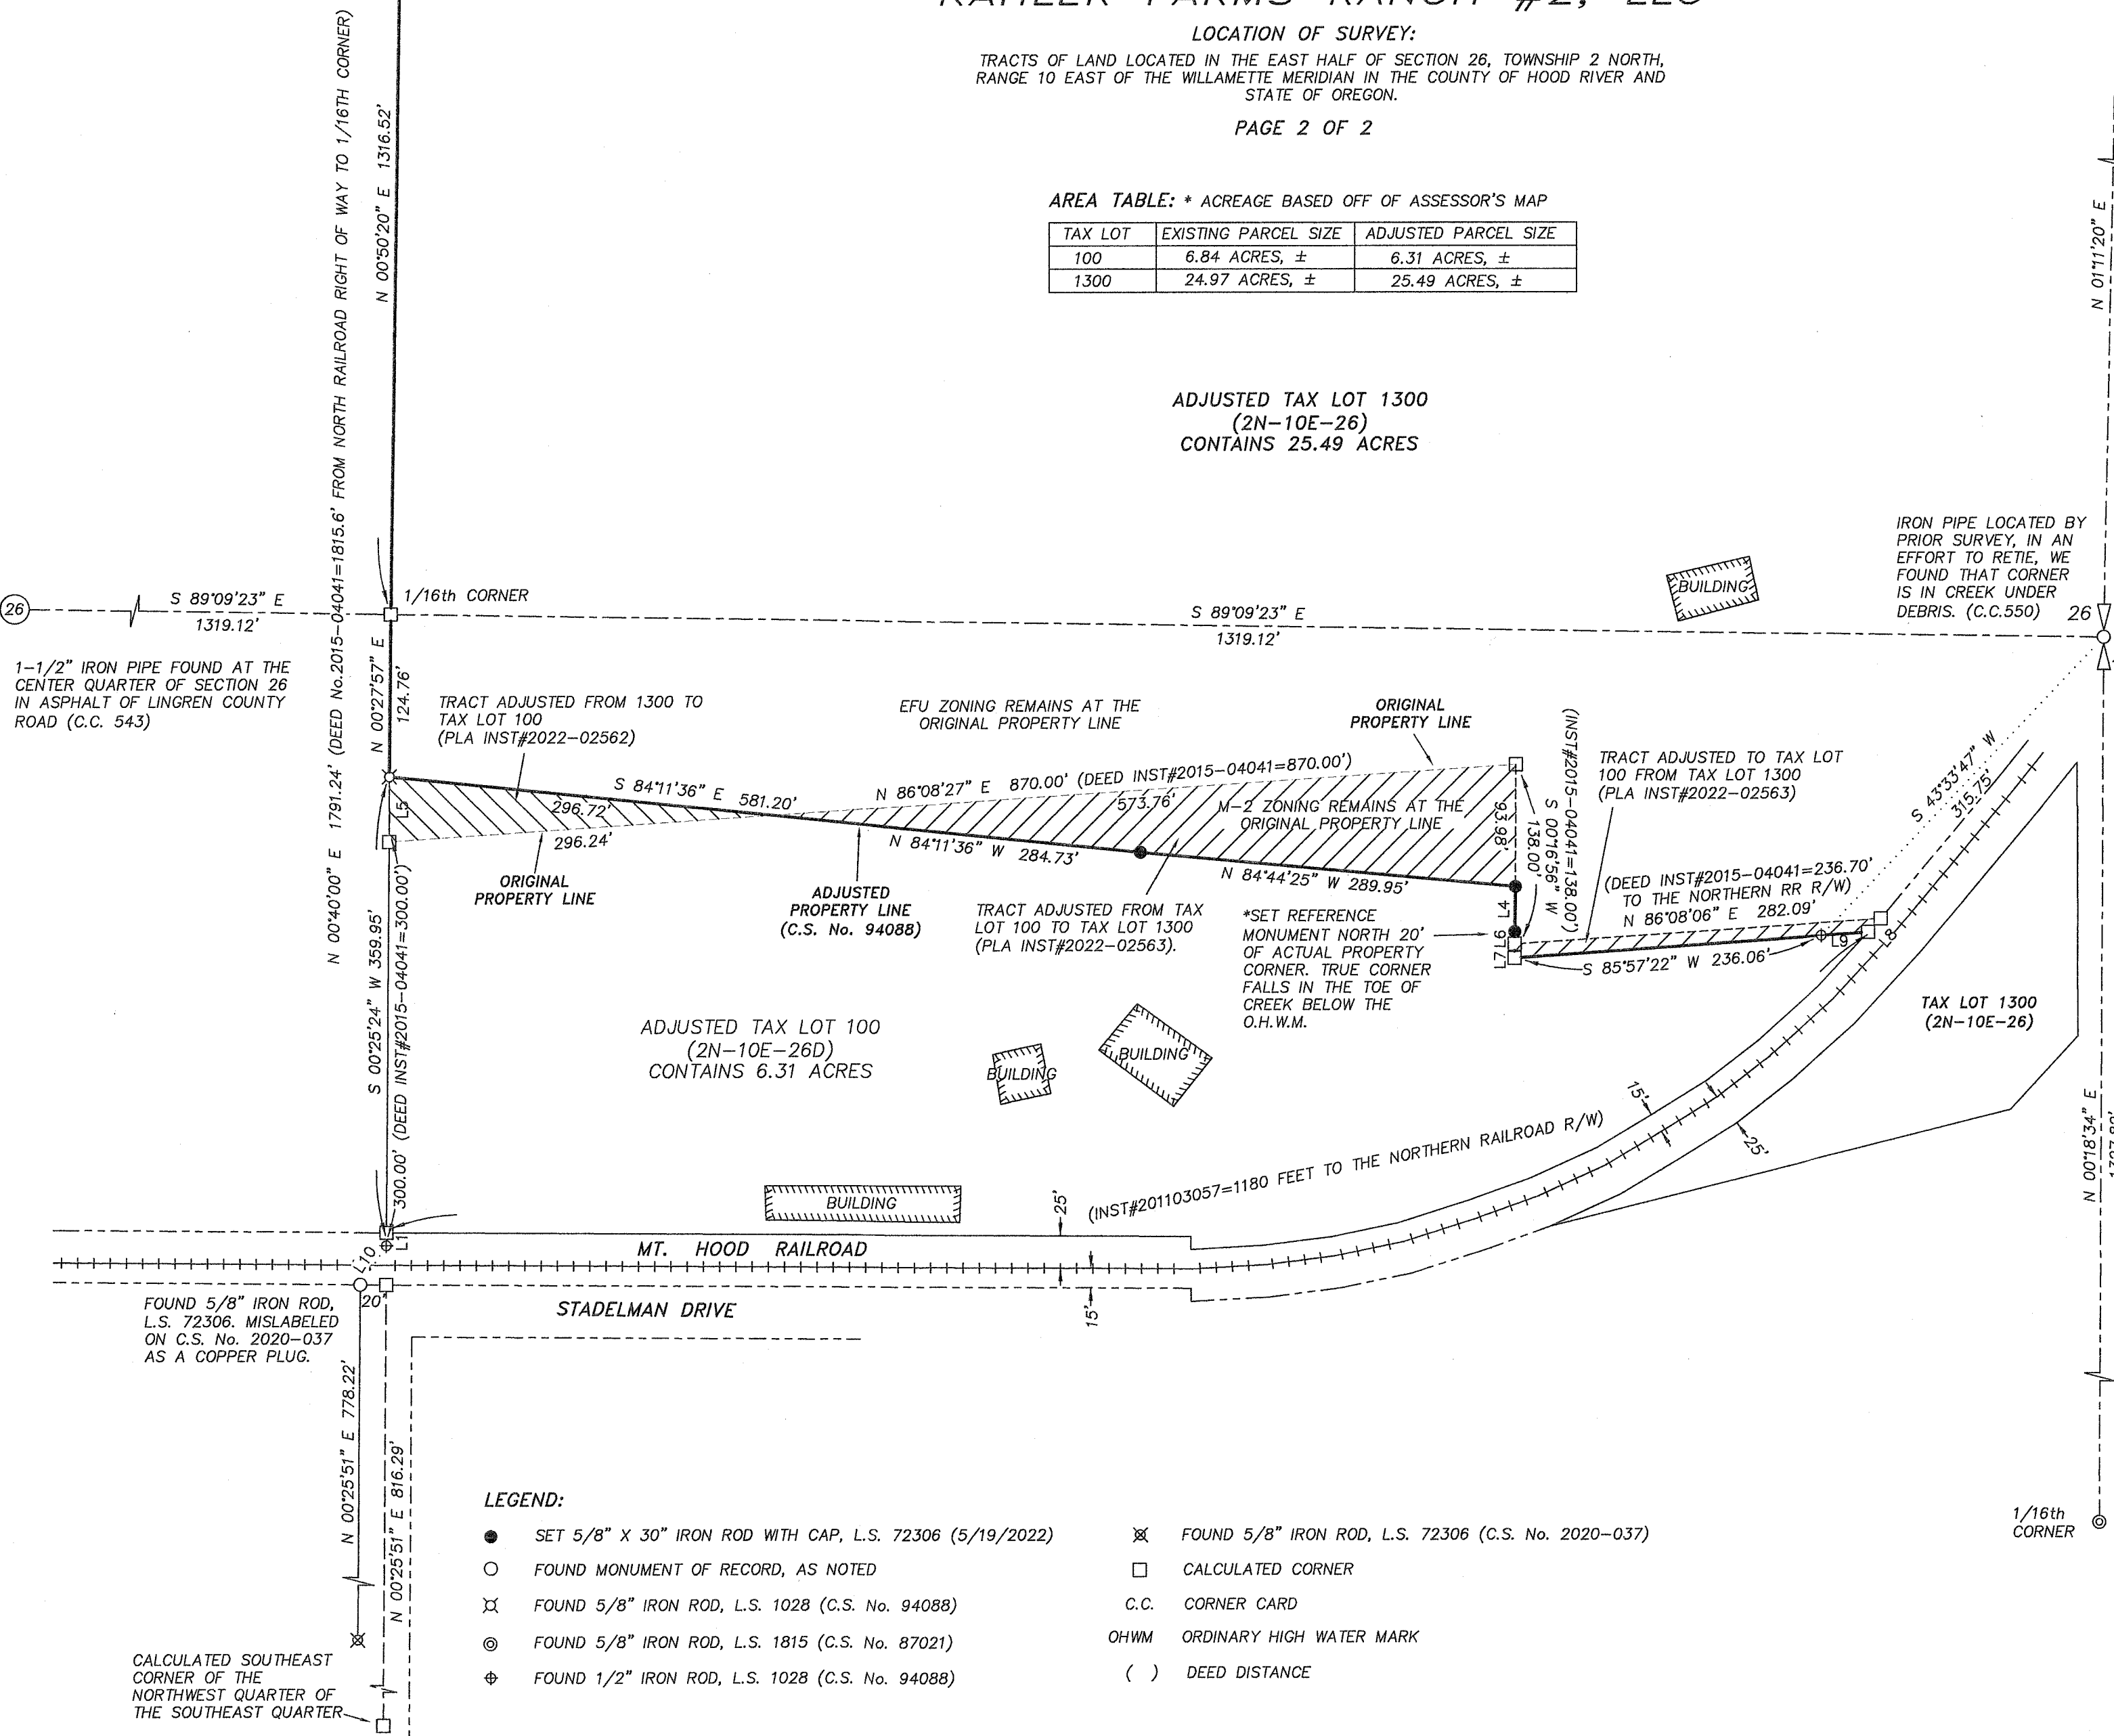 LOCATION OF SURVEY:
TRACTS OF LAND LOCATED IN THE EAST HALF OF SECTION 26, TOWNSHIP 2 NORTH,
RANGE 10 EAST OF THE WILLAMETTE MERIDIAN IN THE COUNTY OF HOOD RIVER AND
STATE OF OREGON.
PAGE 2 OF 2
AREA TABLE: * ACREAGE BASED OFF OF ASSESSOR'S MAP
TAX LOT EXISTING PARCEL SIZE ADJUSTED PARCEL SIZE
100 6.84 ACRES, ± 6.31 ACRES, ±
1300 24.97 ACRES, ± 25.49 ACRES, ±
ADJUSTED TAX LOT 1300
(2N-10E-26)
CONTAINS 25.49 ACRES
N 00°40'00" E 1791.24' (DEED No.2015-04041=1815.6' FROM NORTH RAILROAD RIGHT OF WAY TO 1/16TH CORNER)
N 00°50'20" E 1316.52'
N 01°11'20" E
IRON PIPE LOCATED BY
PRIOR SURVEY, IN AN
EFFORT TO RETIE, WE
FOUND THAT CORNER
IS IN CREEK UNDER
DEBRIS. (C.C.550)
26
BUILDING
26
S 89°09'23" E
1319.12'
1/16th CORNER
S 89°09'23" E
1319.12'
1-1/2" IRON PIPE FOUND AT THE
CENTER QUARTER OF SECTION 26
IN ASPHALT OF LINGREN COUNTY
ROAD (C.C. 543)
N 00°27'57" E
124.76'
TRACT ADJUSTED FROM 1300 TO
TAX LOT 100
(PLA INST#2022-02562)
EFU ZONING REMAINS AT THE
ORIGINAL PROPERTY LINE
ORIGINAL
PROPERTY LINE
(INST#2015-04041=138.00')
S 00°16'56" W
138.00'
93.98'
TRACT ADJUSTED TO TAX LOT
100 FROM TAX LOT 1300
(PLA INST#2022-02563)
S 43°33'47" W
315.75'
S 84°11'36" E 581.20'
296.72'
L5
296.24'
N 86°08'27" E 870.00' (DEED INST#2015-04041=870.00')
573.76'
M-2 ZONING REMAINS AT THE
ORIGINAL PROPERTY LINE
N 84°11'36" W 284.73'
N 84°44'25" W 289.95'
ORIGINAL
PROPERTY LINE
ADJUSTED
PROPERTY LINE
(C.S. No. 94088)
TRACT ADJUSTED FROM TAX
LOT 100 TO TAX LOT 1300
(PLA INST#2022-02563).
*SET REFERENCE
MONUMENT NORTH 20'
OF ACTUAL PROPERTY
CORNER. TRUE CORNER
FALLS IN THE TOE OF
CREEK BELOW THE
O.H.W.M.
L4
L6
L7
(DEED INST#2015-04041=236.70'
TO THE NORTHERN RR R/W)
N 86°08'06" E 282.09'
L9
L8
S 85°57'22" W 236.06'
TAX LOT 1300
(2N-10E-26)
S 00°25'24" W 359.95'
300.00' (DEED INST#2015-04041=300.00')
ADJUSTED TAX LOT 100
(2N-10E-26D)
CONTAINS 6.31 ACRES
BUILDING
BUILDING
BUILDING
15'
25'
N 00°18'34" E
(INST#201103057=1180 FEET TO THE NORTHERN RAILROAD R/W)
25'
15'
L1
L10
MT. HOOD RAILROAD
20'
STADELMAN DRIVE
FOUND 5/8" IRON ROD,
L.S. 72306. MISLABELED
ON C.S. No. 2020-037
AS A COPPER PLUG.
N 00°25'51" E 778.22'
N 00°25'51" E 816.29'
CALCULATED SOUTHEAST
CORNER OF THE
NORTHWEST QUARTER OF
THE SOUTHEAST QUARTER
1/16th
CORNER
LEGEND:
SET 5/8" X 30" IRON ROD WITH CAP, L.S. 72306 (5/19/2022)
FOUND MONUMENT OF RECORD, AS NOTED
FOUND 5/8" IRON ROD, L.S. 1028 (C.S. No. 94088)
FOUND 5/8" IRON ROD, L.S. 1815 (C.S. No. 87021)
FOUND 1/2" IRON ROD, L.S. 1028 (C.S. No. 94088)
FOUND 5/8" IRON ROD, L.S. 72306 (C.S. No. 2020-037)
CALCULATED CORNER
C.C. CORNER CARD
OHWM ORDINARY HIGH WATER MARK
( ) DEED DISTANCE